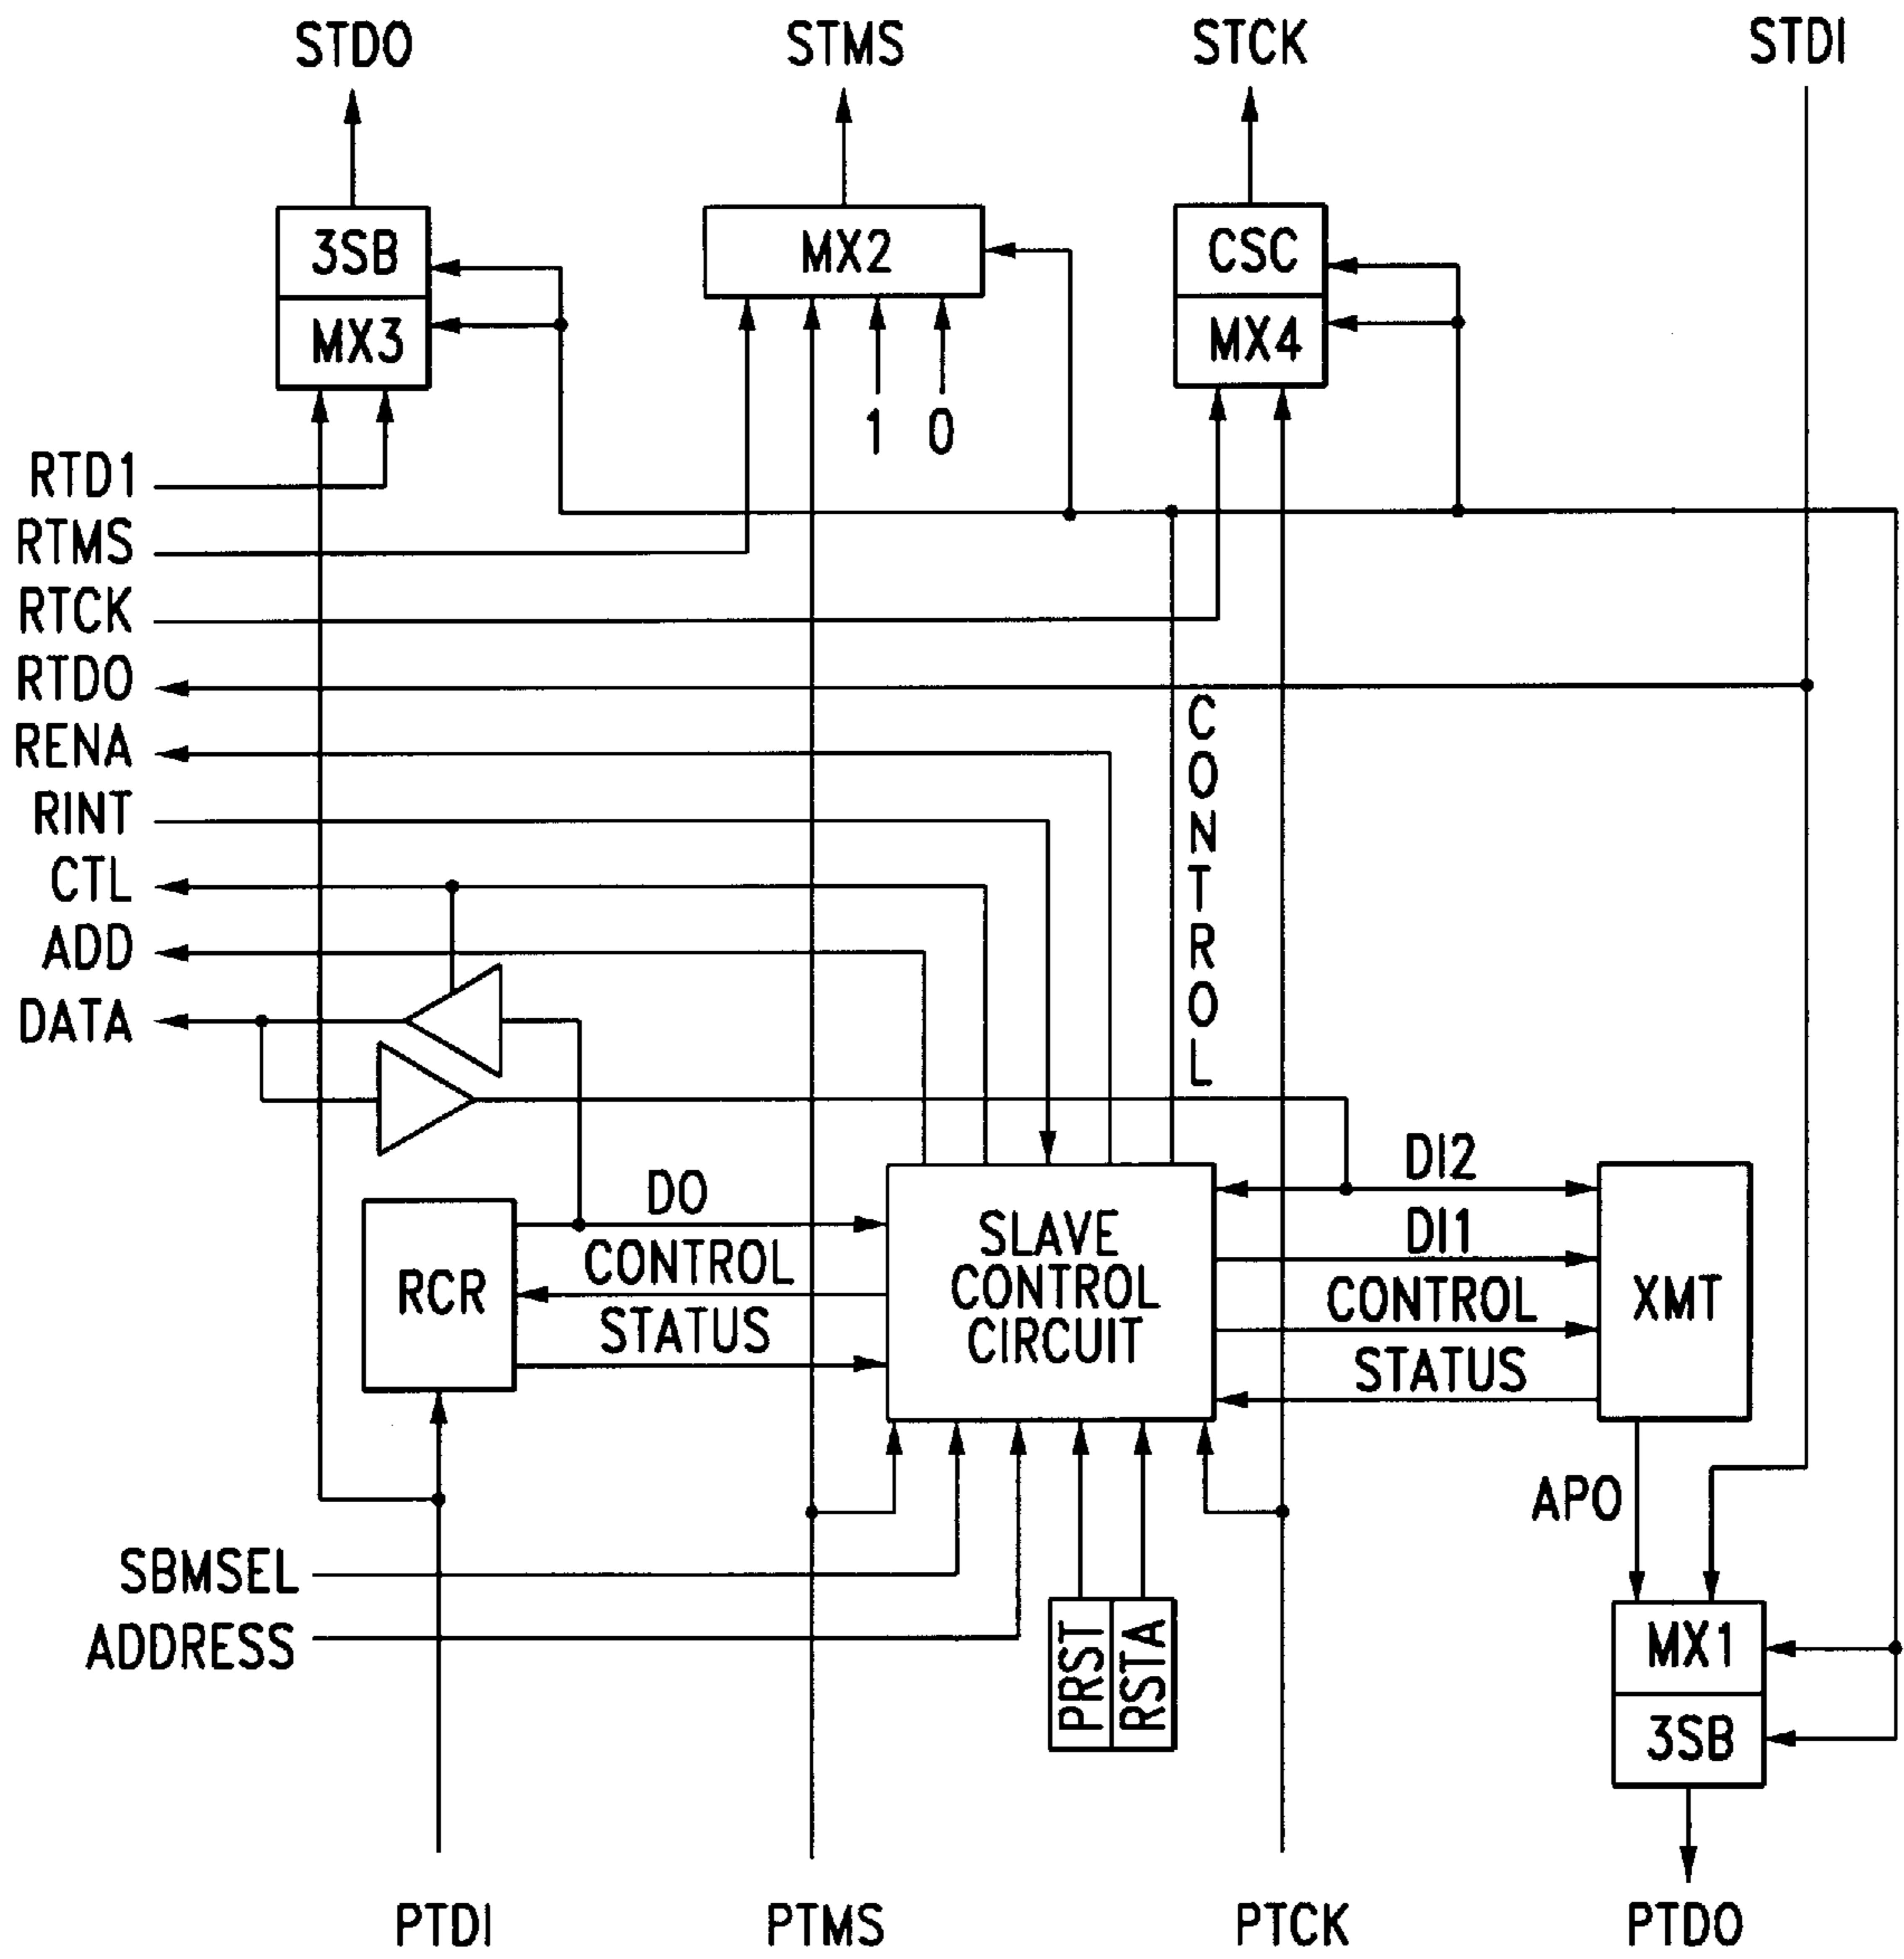 STDO
STMS
STCK
STDI
3SB
MX3
MX2
CSC
MX4
1
0
RTD1
RTMS
RTCK
RTDO
RENA
RINT
CTL
ADD
DATA
CONTROL
DO
CONTROL
STATUS
RCR
SLAVE
CONTROL
CIRCUIT
DI2
DI1
CONTROL
STATUS
XMT
APO
SBMSEL
ADDRESS
PRST
RSTA
MX1
3SB
PTDI
PTMS
PTCK
PTDO